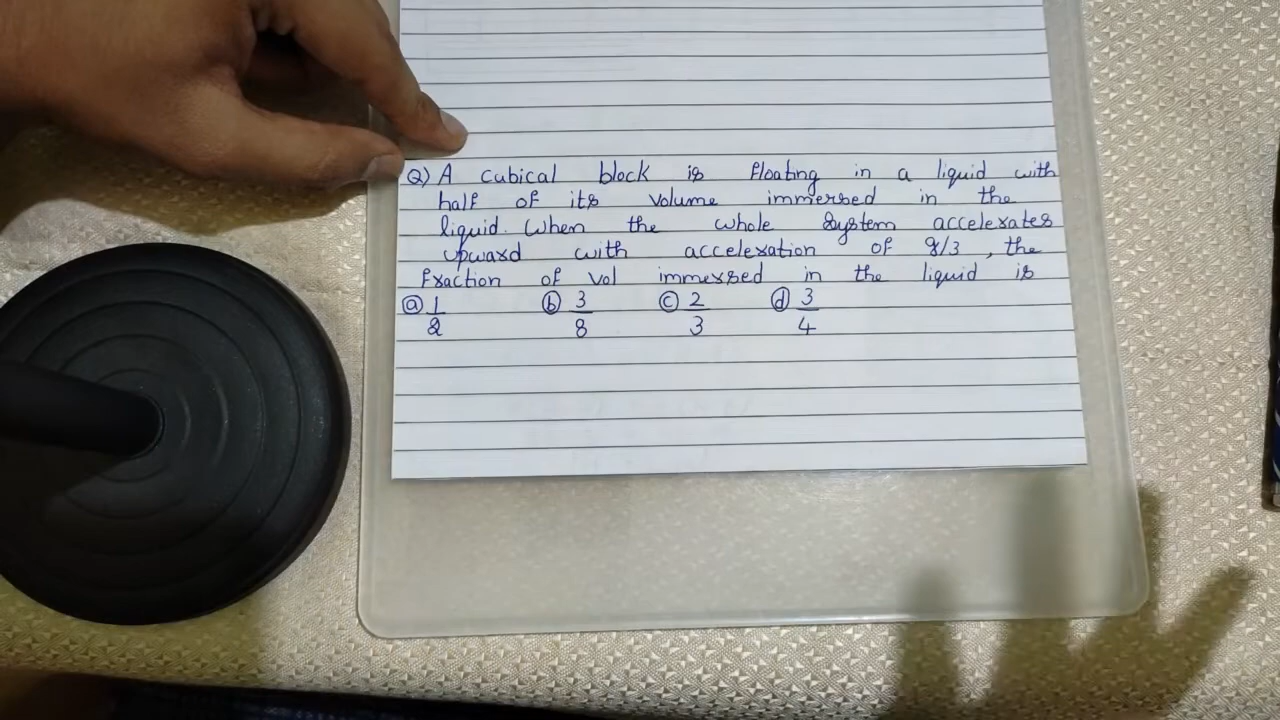 Q) A cubical block is floating in a liquid with
half of its volume immersed in the
liquid. When the whole system accelerates
upward with acceleration of g/3, the
fraction of vol immersed in the liquid is
ⓐ 1/2 ⓑ 3/8 ⓒ 2/3 ⓓ 3/4